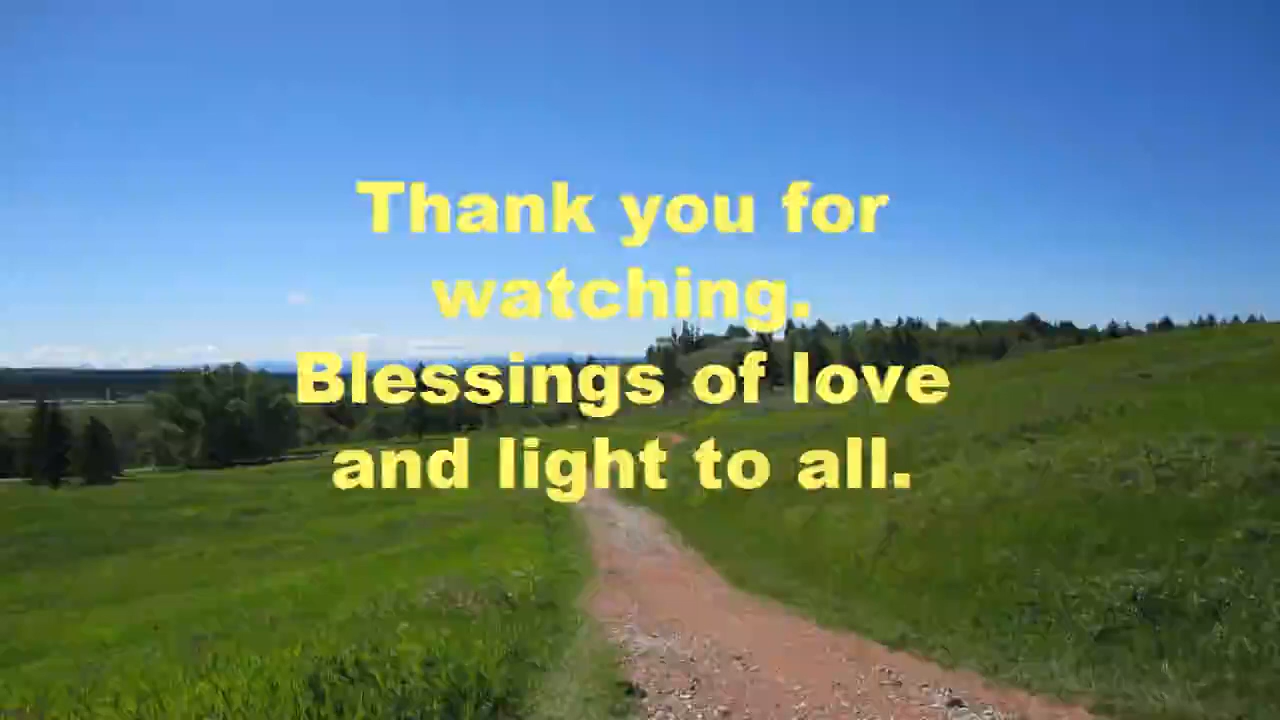 Thank you for
watching.
Blessings of love
and light to all.